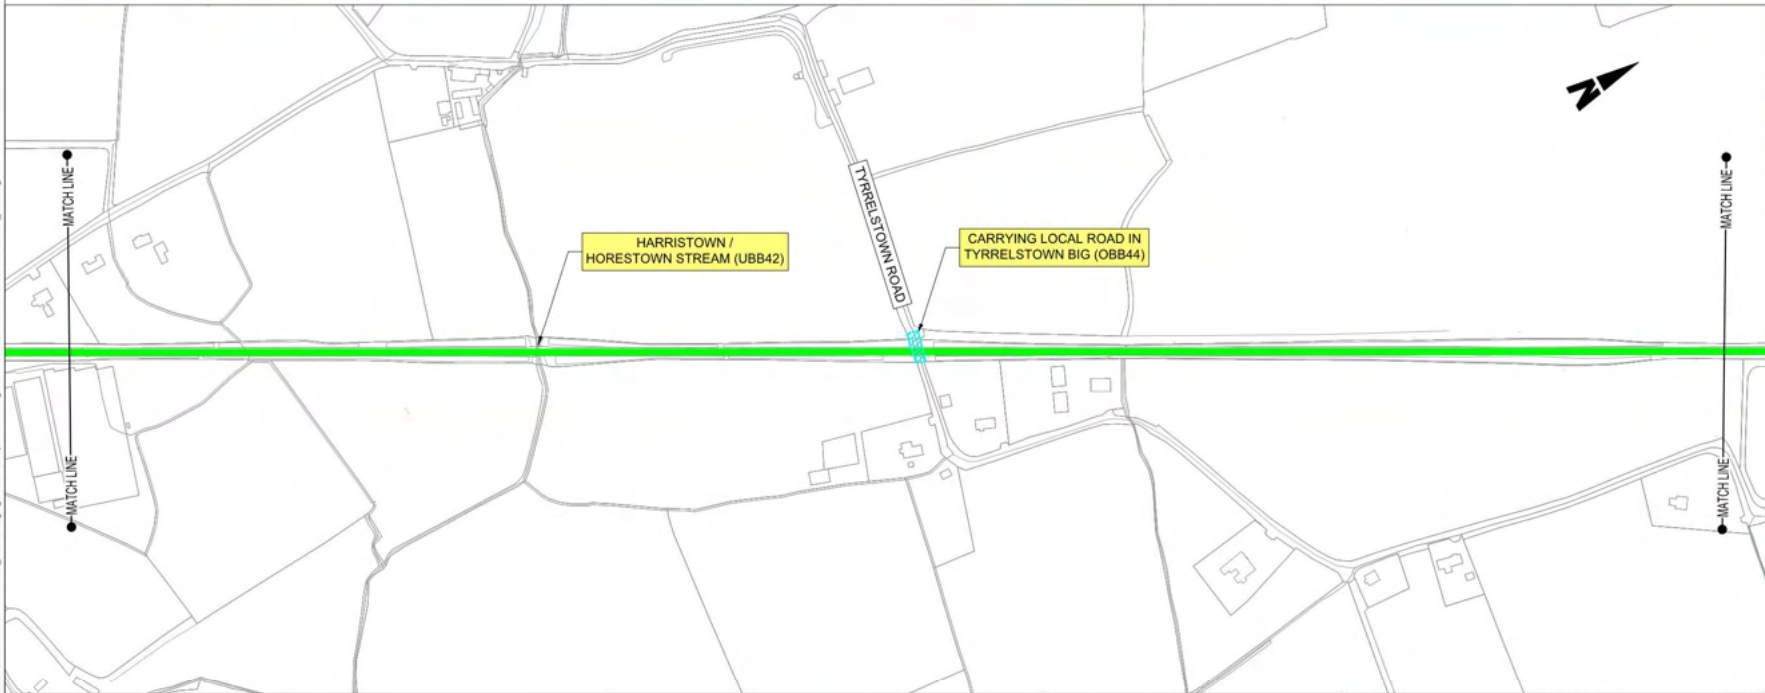 N
MATCH LINE
MATCH LINE
TYRRELSTOWN ROAD
HARRISTOWN /
HORESTOWN STREAM (UBB42)
CARRYING LOCAL ROAD IN
TYRRELSTOWN BIG (OBB44)
MATCH LINE
MATCH LINE